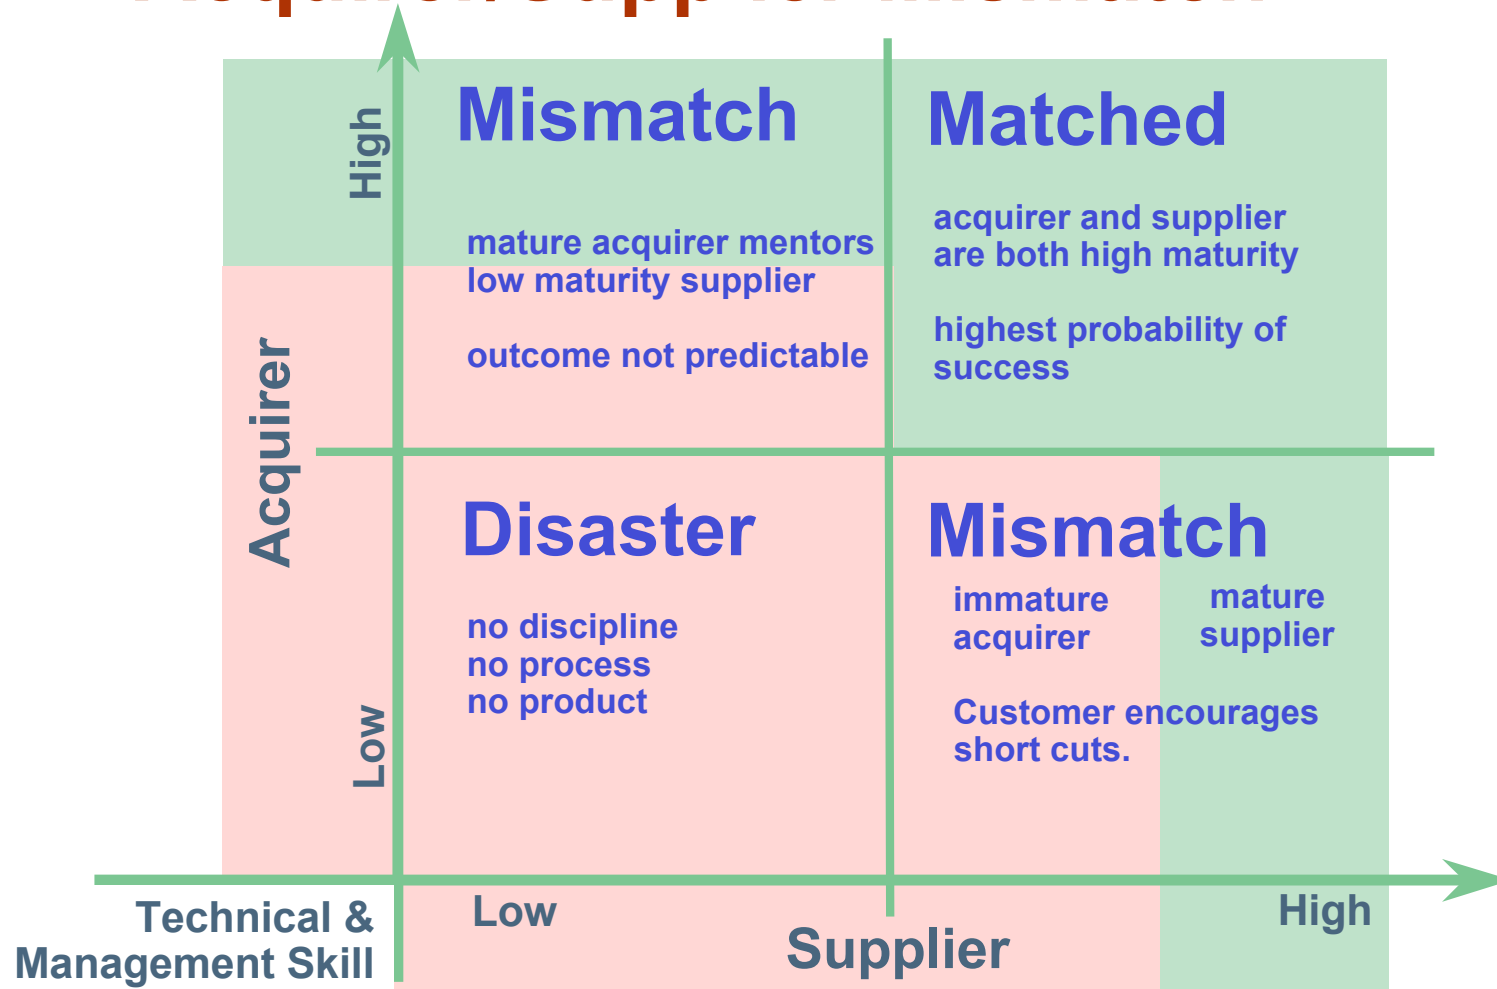 High
Mismatch
mature acquirer mentors
low maturity supplier
outcome not predictable
Matched
acquirer and supplier
are both high maturity
highest probability of
success
Acquirer
Disaster
no discipline
no process
no product
Mismatch
immature
acquirer
mature
supplier
Customer encourages
short cuts.
Low
Technical &
Management Skill
Low
Supplier
High